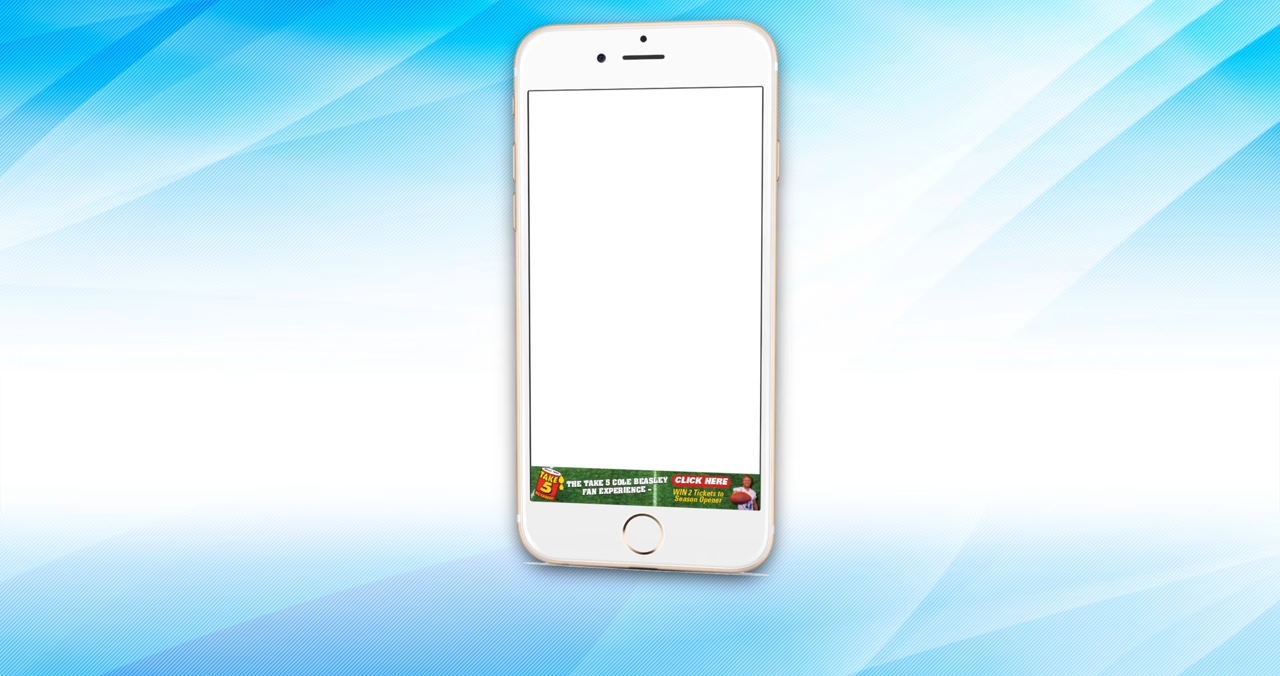 TAKE
5
THE TAKE 5 COLE BEASLEY
FAN EXPERIENCE -
CLICK HERE
WIN 2 Tickets to
Season Opener